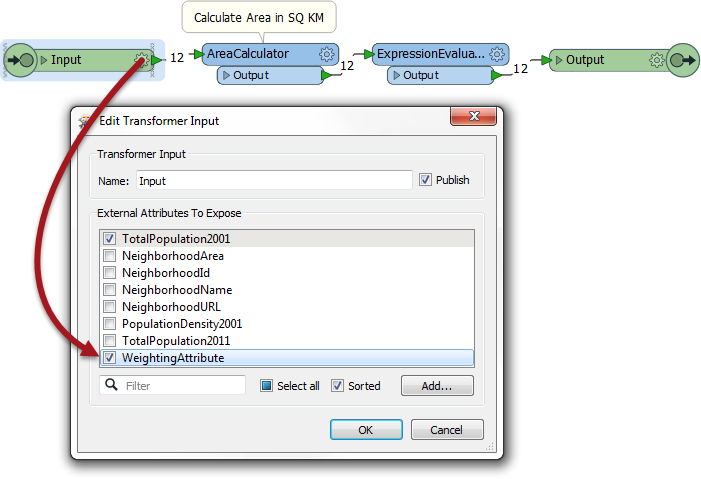 Calculate Area in SQ KM
Input 12 AreaCalculator ExpressionEvalua... Output
Output 12 Output 12
Edit Transformer Input
Transformer Input
Name: Input Publish
External Attributes To Expose
TotalPopulation2001
NeighborhoodArea
NeighborhoodId
NeighborhoodName
NeighborhoodURL
PopulationDensity2001
TotalPopulation2011
WeightingAttribute
Filter Select all Sorted Add...
OK Cancel